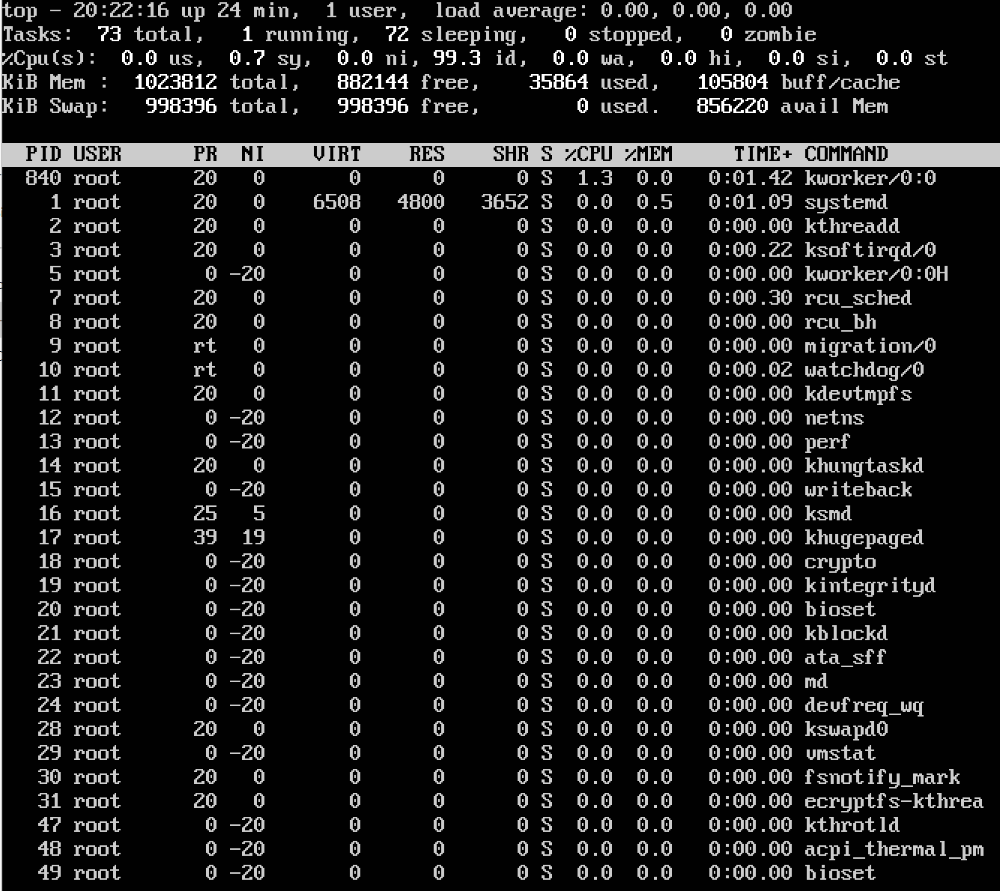 top - 20:22:16 up 24 min,  1 user,  load average: 0.00, 0.00, 0.00
Tasks:  73 total,   1 running,  72 sleeping,   0 stopped,   0 zombie
%Cpu(s):  0.0 us,  0.7 sy,  0.0 ni, 99.3 id,  0.0 wa,  0.0 hi,  0.0 si,  0.0 st
KiB Mem :  1023812 total,   882144 free,    35864 used,   105804 buff/cache
KiB Swap:   998396 total,   998396 free,        0 used.   856220 avail Mem
PID USER      PR  NI    VIRT    RES    SHR S %CPU %MEM     TIME+ COMMAND
840 root      20   0       0      0      0 S  1.3  0.0   0:01.42 kworker/0:0
1 root      20   0    6508   4800   3652 S  0.0  0.5   0:01.09 systemd
2 root      20   0       0      0      0 S  0.0  0.0   0:00.00 kthreadd
3 root      20   0       0      0      0 S  0.0  0.0   0:00.22 ksoftirqd/0
5 root       0 -20       0      0      0 S  0.0  0.0   0:00.00 kworker/0:0H
7 root      20   0       0      0      0 S  0.0  0.0   0:00.30 rcu_sched
8 root      20   0       0      0      0 S  0.0  0.0   0:00.00 rcu_bh
9 root      rt   0       0      0      0 S  0.0  0.0   0:00.00 migration/0
10 root      rt   0       0      0      0 S  0.0  0.0   0:00.02 watchdog/0
11 root      20   0       0      0      0 S  0.0  0.0   0:00.00 kdevtmpfs
12 root       0 -20       0      0      0 S  0.0  0.0   0:00.00 netns
13 root       0 -20       0      0      0 S  0.0  0.0   0:00.00 perf
14 root      20   0       0      0      0 S  0.0  0.0   0:00.00 khungtaskd
15 root       0 -20       0      0      0 S  0.0  0.0   0:00.00 writeback
16 root      25   5       0      0      0 S  0.0  0.0   0:00.00 ksmd
17 root      39  19       0      0      0 S  0.0  0.0   0:00.00 khugepaged
18 root       0 -20       0      0      0 S  0.0  0.0   0:00.00 crypto
19 root       0 -20       0      0      0 S  0.0  0.0   0:00.00 kintegrityd
20 root       0 -20       0      0      0 S  0.0  0.0   0:00.00 bioset
21 root       0 -20       0      0      0 S  0.0  0.0   0:00.00 kblockd
22 root       0 -20       0      0      0 S  0.0  0.0   0:00.00 ata_sff
23 root       0 -20       0      0      0 S  0.0  0.0   0:00.00 md
24 root       0 -20       0      0      0 S  0.0  0.0   0:00.00 devfreq_wq
28 root      20   0       0      0      0 S  0.0  0.0   0:00.00 kswapd0
29 root       0 -20       0      0      0 S  0.0  0.0   0:00.00 vmstat
30 root      20   0       0      0      0 S  0.0  0.0   0:00.00 fsnotify_mark
31 root      20   0       0      0      0 S  0.0  0.0   0:00.00 ecryptfs-kthrea
47 root       0 -20       0      0      0 S  0.0  0.0   0:00.00 kthrotld
48 root       0 -20       0      0      0 S  0.0  0.0   0:00.00 acpi_thermal_pm
49 root       0 -20       0      0      0 S  0.0  0.0   0:00.00 bioset